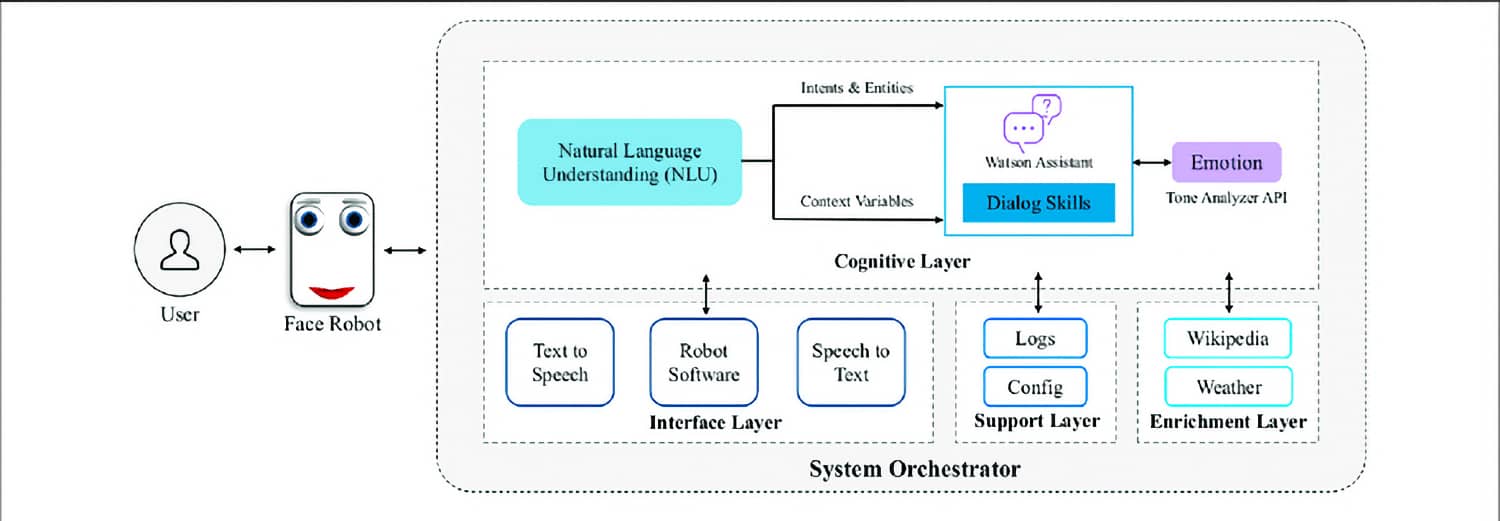 User
Face Robot
Natural Language
Understanding (NLU)
Intents & Entities
Context Variables
?
Watson Assistant
Dialog Skills
Emotion
Tone Analyzer API
Cognitive Layer
Text to
Speech
Robot
Software
Speech to
Text
Interface Layer
Logs
Config
Support Layer
Wikipedia
Weather
Enrichment Layer
System Orchestrator